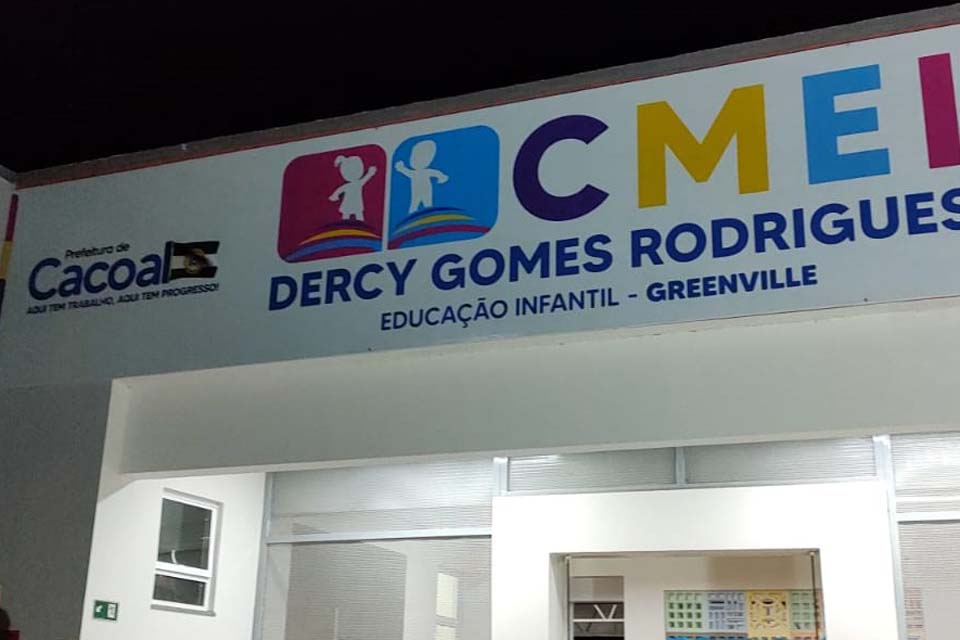 Prefeitura de
Cacoal
AQUI TEM TRABALHO, AQUI TEM PROGRESSO!
CMEI
DERCY GOMES RODRIGUES
EDUCAÇÃO INFANTIL - GREENVILLE